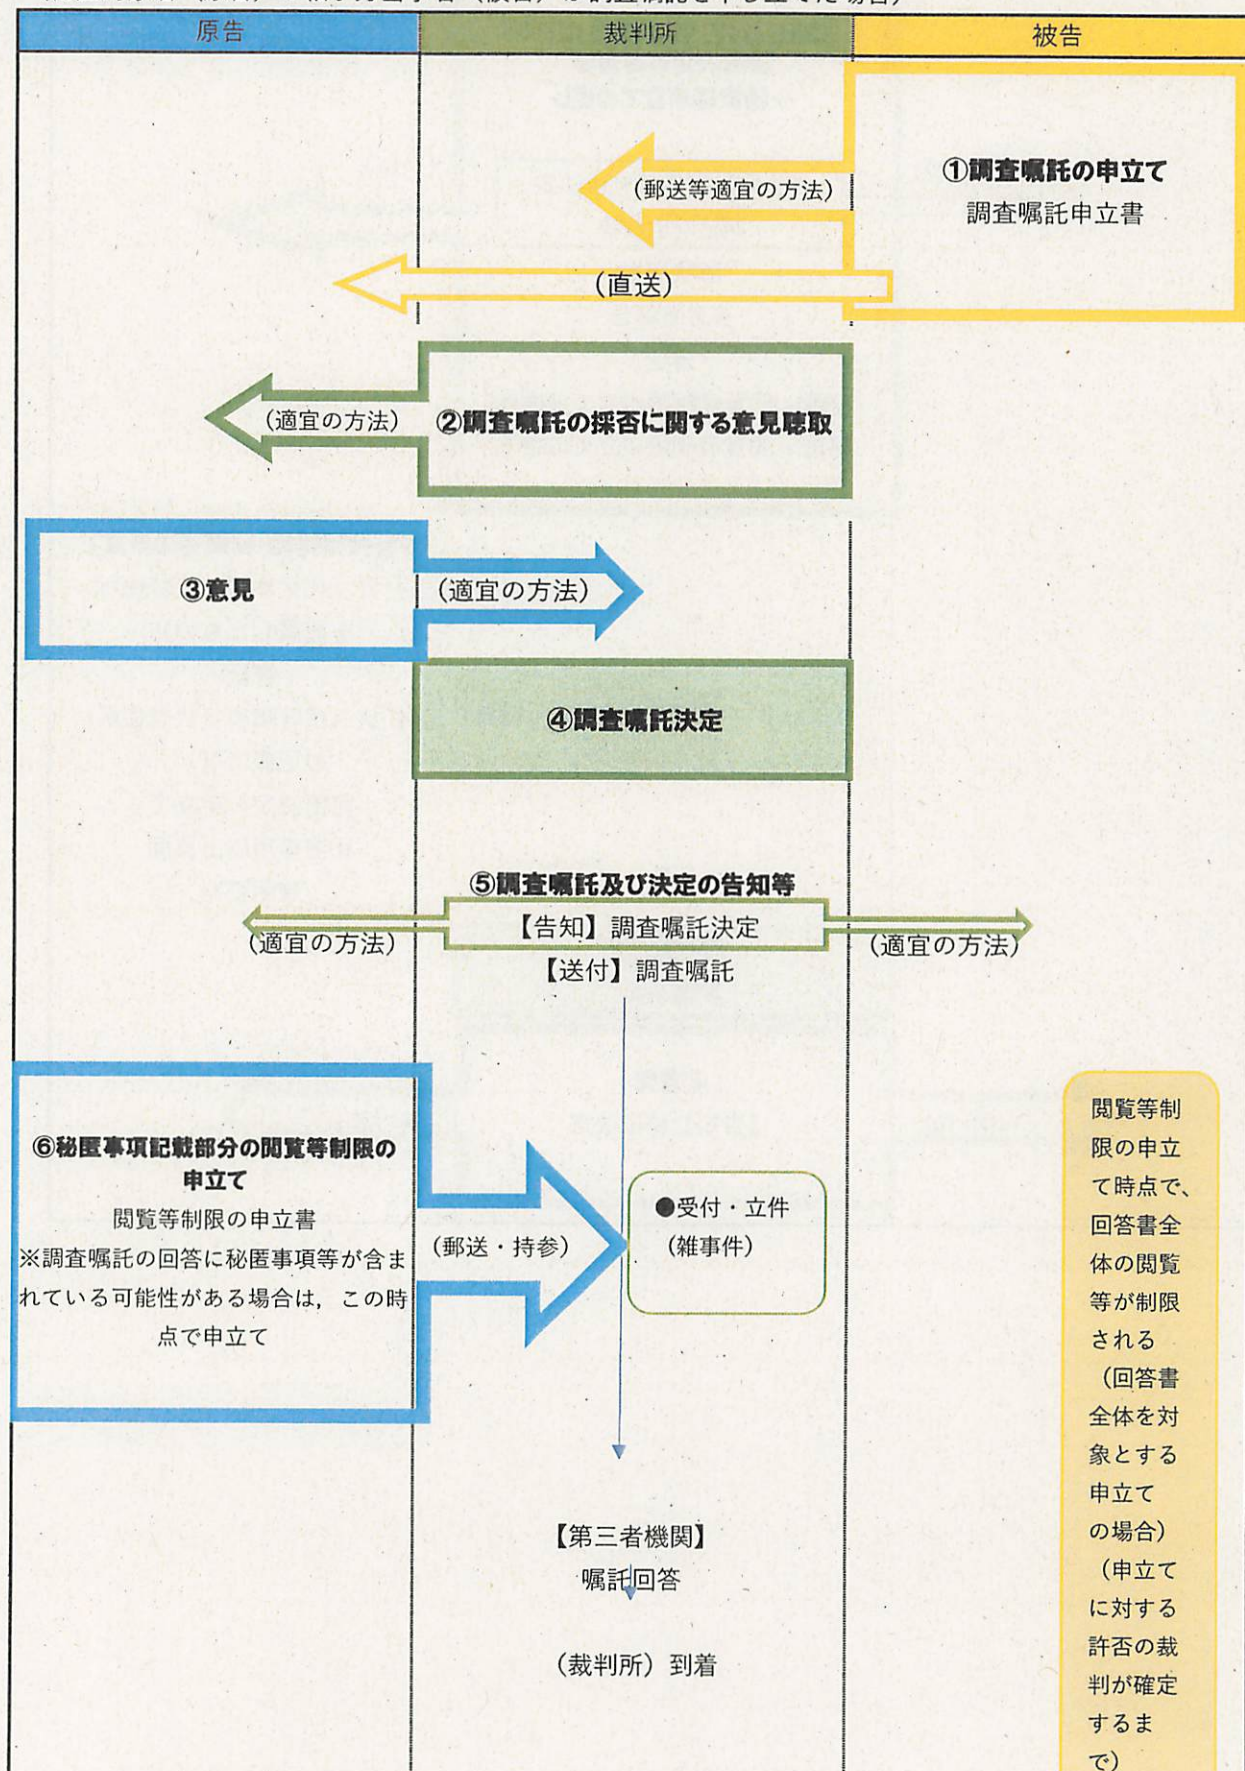 原告
裁判所
被告
①調査嘱託の申立て
調査嘱託申立書
(郵送等適宜の方法)
(直送)
②調査嘱託の採否に関する意見聴取
(適宜の方法)
③意見
(適宜の方法)
④調査嘱託決定
⑤調査嘱託及び決定の告知等
【告知】調査嘱託決定
(適宜の方法)
(適宜の方法)
【送付】調査嘱託
⑥秘匿事項記載部分の閲覧等制限の
申立て
閲覧等制限の申立書
※調査嘱託の回答に秘匿事項等が含ま
れている可能性がある場合は，この時
点で申立て
(郵送・持参)
●受付・立件
(雑事件)
閲覧等制
限の申立
て時点で、
回答書全
体の閲覧
等が制限
される
(回答書
全体を対
象とする
申立て
の場合)
(申立て
に対する
許否の裁
判が確定
するま
で)
【第三者機関】
嘱託回答
(裁判所) 到着